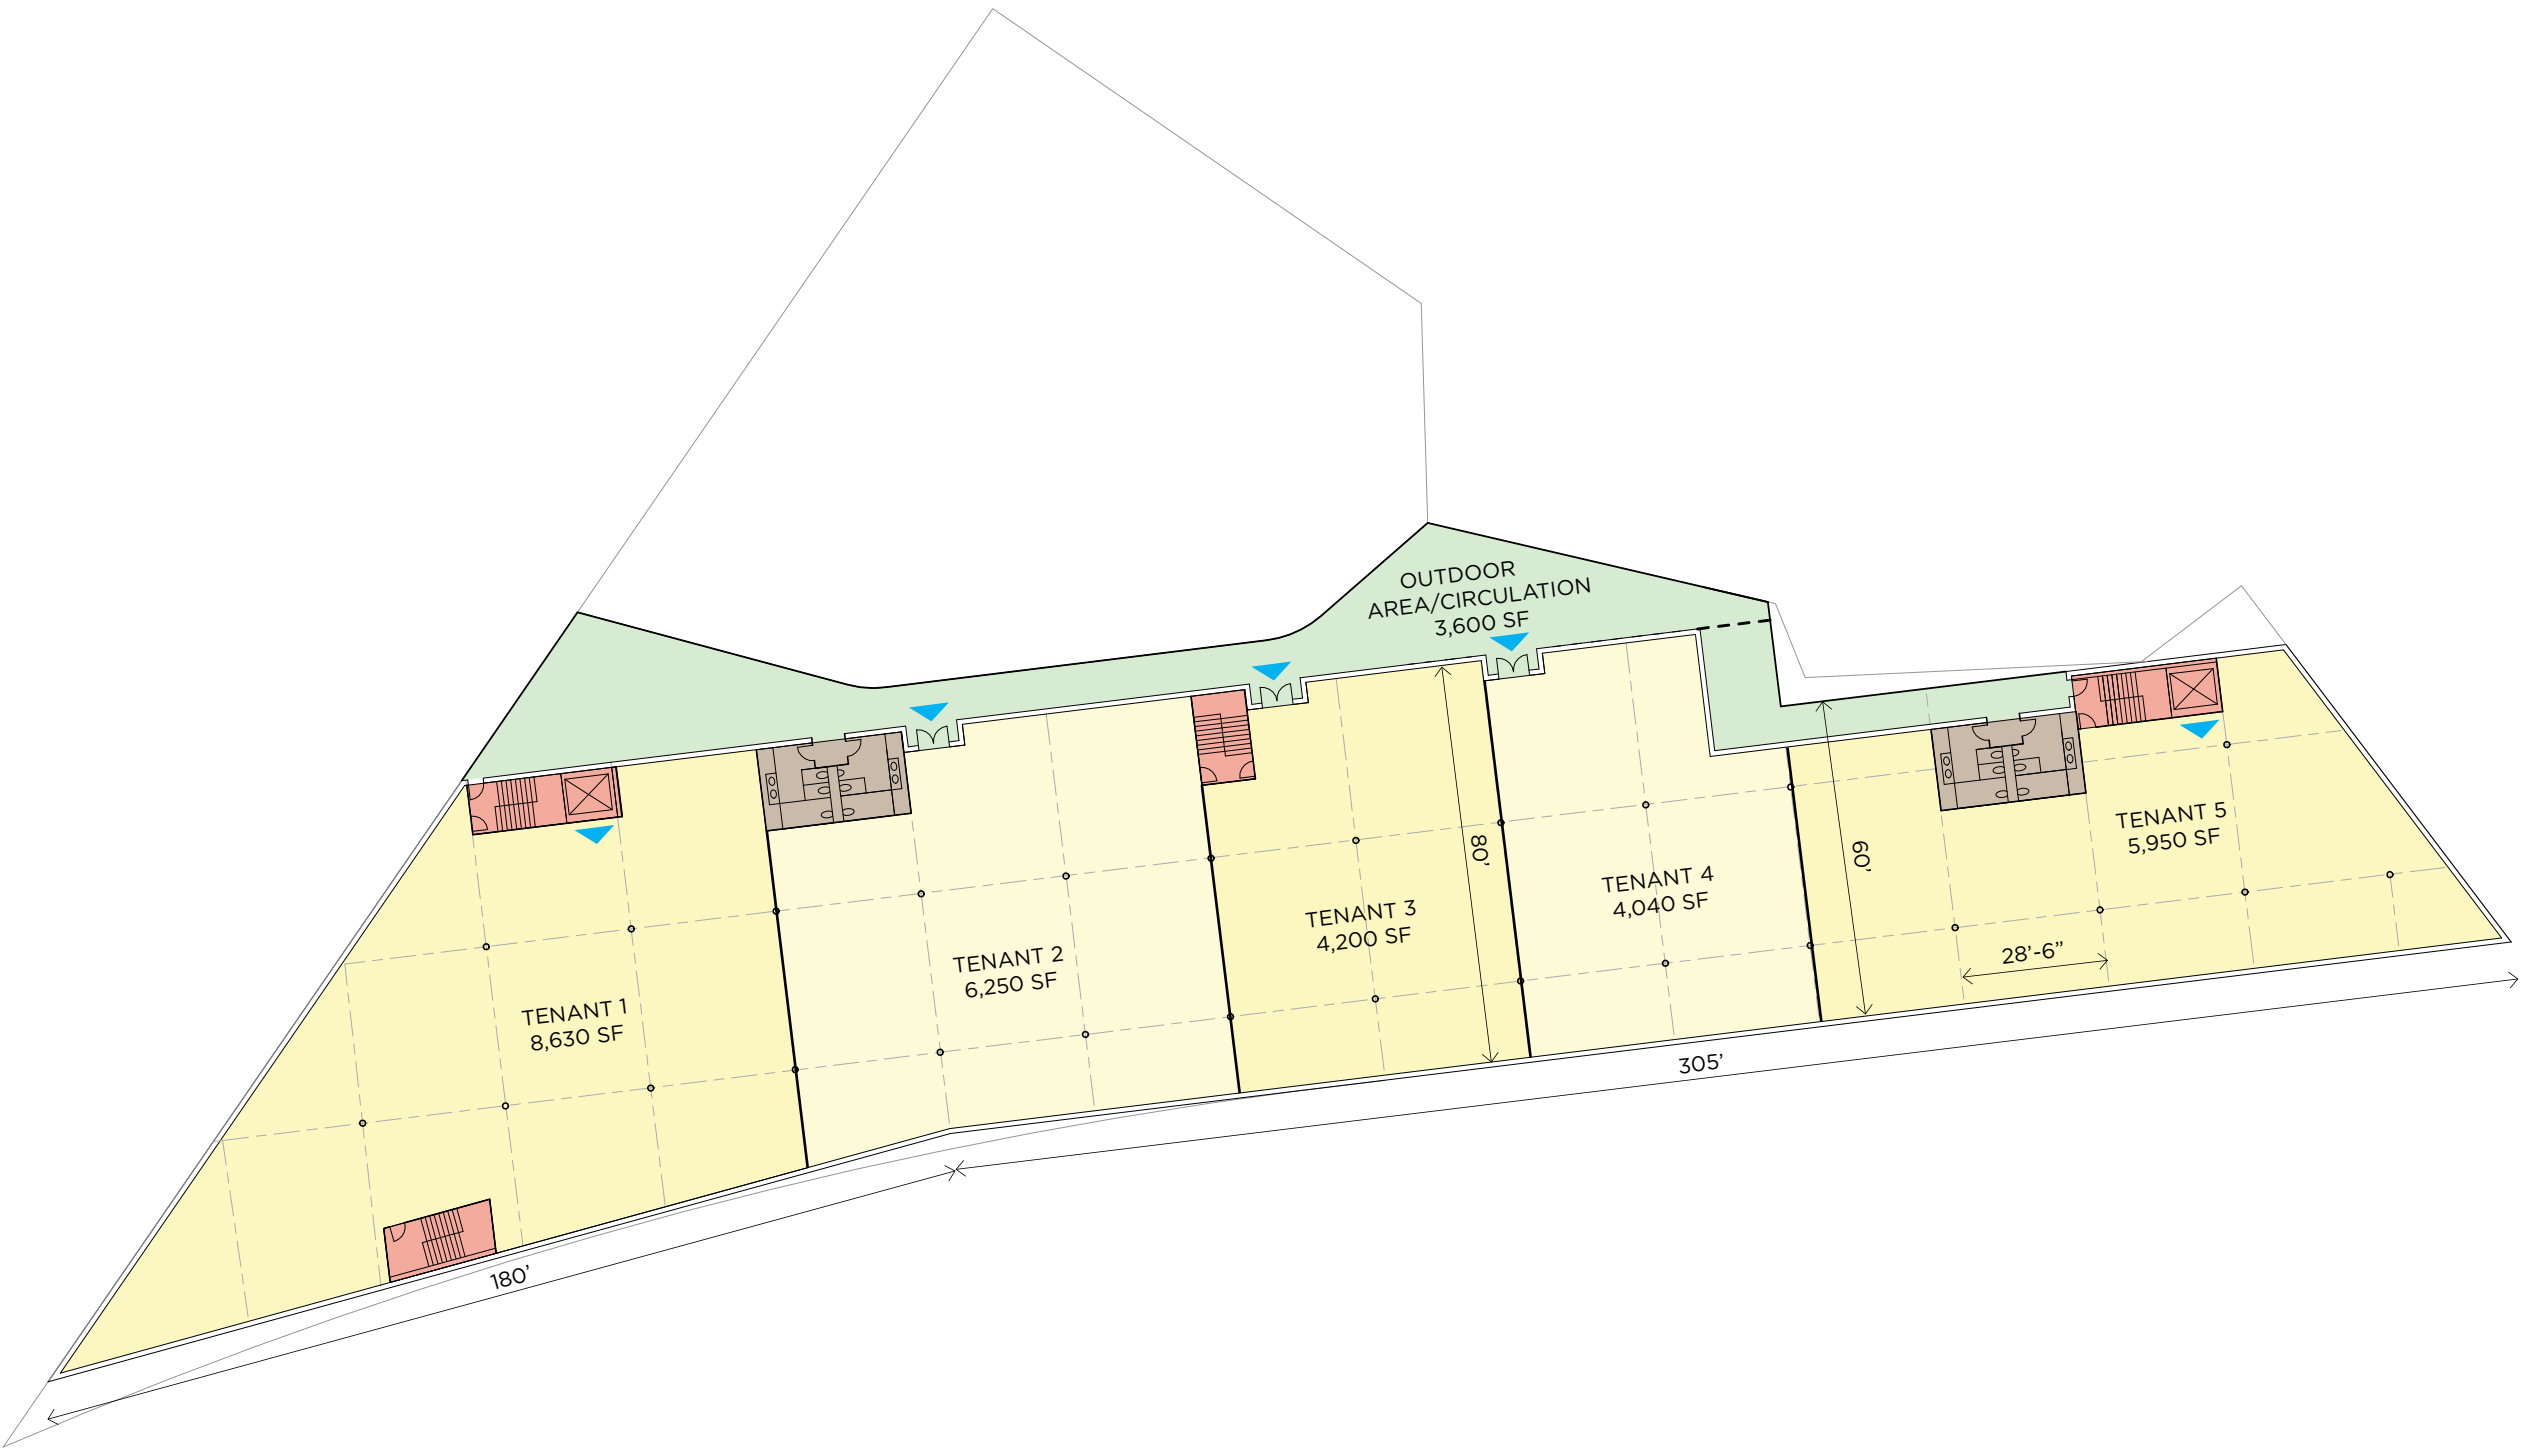 OUTDOOR
AREA/CIRCULATION
3,600 SF
TENANT 1
8,630 SF
TENANT 2
6,250 SF
TENANT 3
4,200 SF
80’
TENANT 4
4,040 SF
60’
TENANT 5
5,950 SF
28’-6”
305’
180’